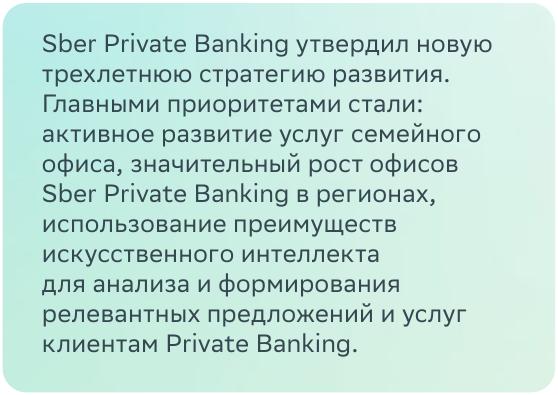 Sber Private Banking утвердил новую
трехлетнюю стратегию развития.
Главными приоритетами стали:
активное развитие услуг семейного
офиса, значительный рост офисов
Sber Private Banking в регионах,
использование преимуществ
искусственного интеллекта
для анализа и формирования
релевантных предложений и услуг
клиентам Private Banking.